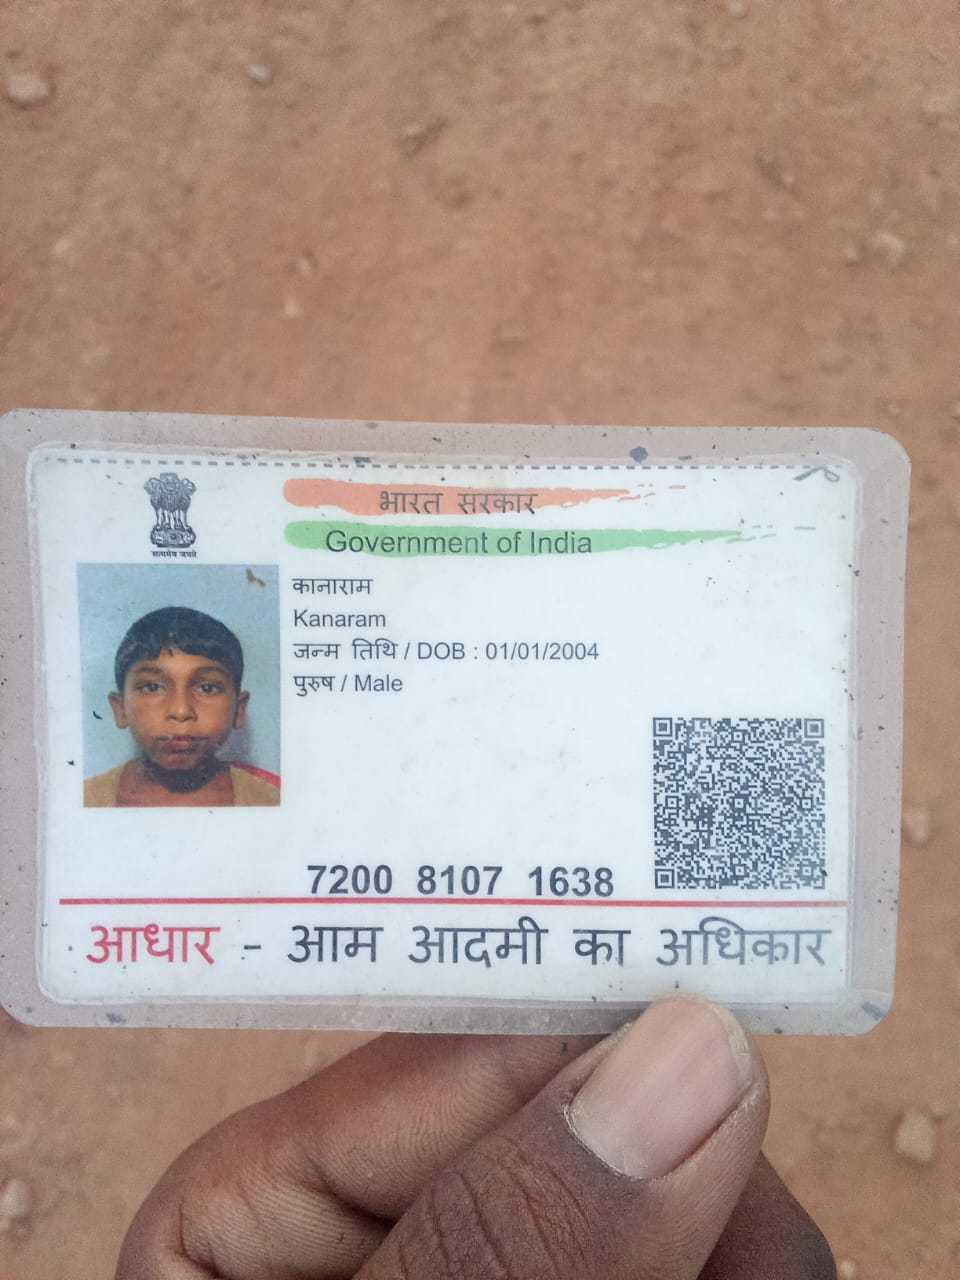 भारत सरकार
Government of India
सत्यमेव जयते
कानाराम
Kanaram
जन्म तिथि / DOB : 01/01/2004
पुरुष / Male
7200 8107 1638
आधार - आम आदमी का अधिकार